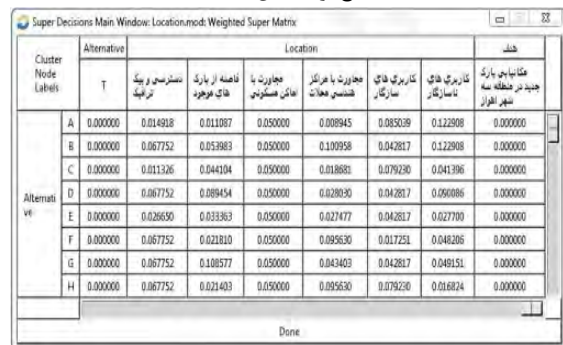 Super Decisions Main Window: Location.mod: Weighted Super Matrix
Cluster Node Labels
Alternative
Location
هدف
T
دسترسی و پیک ترافیک
فاصله از پارک های موجود
مجاورت با اماکن مسکونی
مجاورت با مراکز هندسی محلات
کاربری های سازگار
کاربری های ناسازگار
مکانیابی پارک جدید در منطقه سه شهر اهواز
Alternative
A 0.000000 0.014918 0.011087 0.050000 0.008945 0.085039 0.122908 0.000000
B 0.000000 0.067752 0.053983 0.050000 0.100958 0.042817 0.122908 0.000000
C 0.000000 0.011326 0.044104 0.050000 0.018681 0.079230 0.041396 0.000000
D 0.000000 0.067752 0.089454 0.050000 0.028030 0.042817 0.090086 0.000000
E 0.000000 0.026650 0.033363 0.050000 0.027477 0.042817 0.027700 0.000000
F 0.000000 0.067752 0.021810 0.050000 0.095630 0.017251 0.048206 0.000000
G 0.000000 0.067752 0.108577 0.050000 0.043403 0.042817 0.049151 0.000000
H 0.000000 0.067752 0.021403 0.050000 0.095630 0.079230 0.016824 0.000000
Done